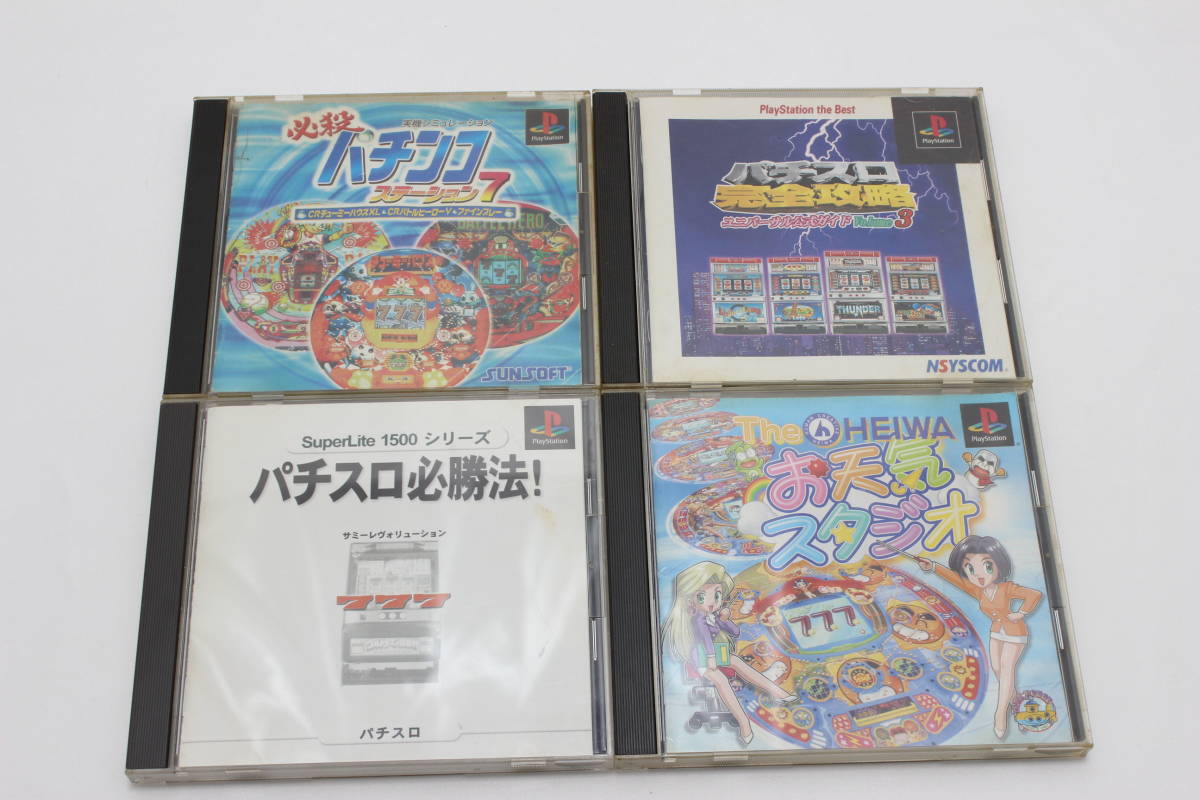 実機シミュレーション
必殺
パチンコ
ステーション7
CRチューミーハウスXL・CRバトルヒーローV・ファインプレー
BATTLE HERO
777
SUNSOFT
PlayStation
PlayStation the Best
PlayStation
パチスロ
完全攻略
ユニバーサル公式ガイド Volume 3
THUNDER
NSYSCOM
SuperLite 1500 シリーズ
PlayStation
パチスロ必勝法!
サミーレヴォリューション
777
パチスロ
The HEIWA
PlayStation
お天気
スタジオ
777